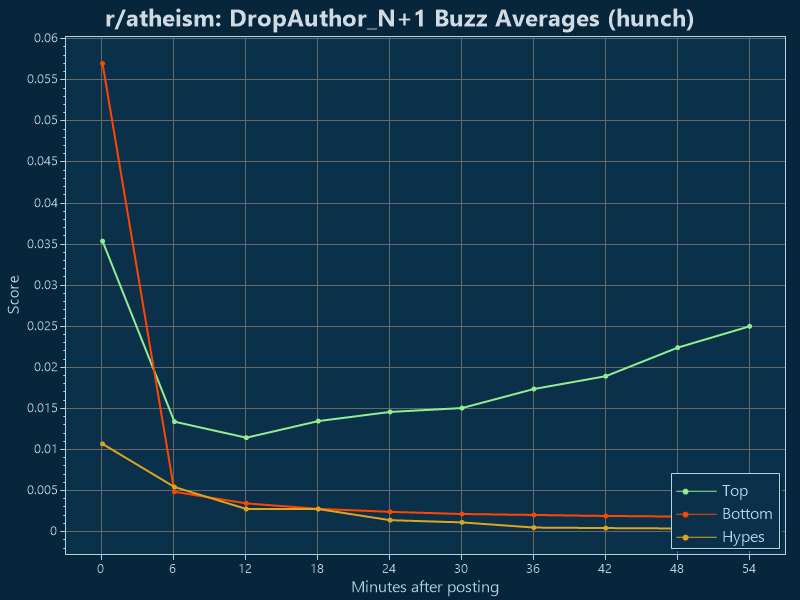 r/atheism: DropAuthor_N+1 Buzz Averages (hunch)
0.06
0.055
0.05
0.045
0.04
0.035
0.03
0.025
0.02
0.015
0.01
0.005
0
Score
Top
Bottom
Hypes
0 6 12 18 24 30 36 42 48 54
Minutes after posting